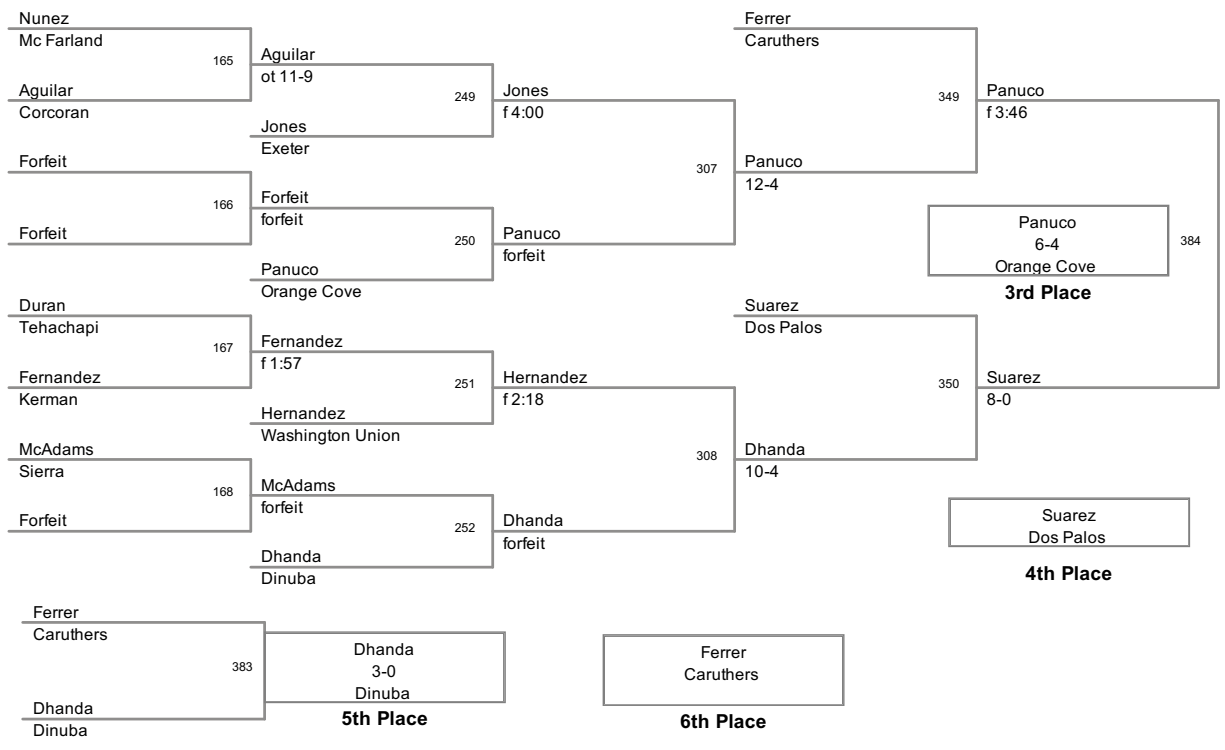 Nunez
Mc Farland
165
Aguilar
Corcoran
Forfeit
166
Forfeit
Duran
Tehachapi
167
Fernandez
Kerman
McAdams
Sierra
168
Forfeit
Aguilar
ot 11-9
249
Jones
Exeter
Forfeit
forfeit
250
Panuco
Orange Cove
Fernandez
f 1:57
251
Hernandez
Washington Union
McAdams
forfeit
252
Dhanda
Dinuba
Jones
f 4:00
307
Panuco
forfeit
Hernandez
f 2:18
308
Dhanda
forfeit
Ferrer
Caruthers
349
Panuco
12-4
Suarez
Dos Palos
350
Dhanda
10-4
Panuco
f 3:46
384
Suarez
8-0
Panuco
6-4
Orange Cove
3rd Place
Suarez
Dos Palos
4th Place
Ferrer
Caruthers
383
Dhanda
Dinuba
Dhanda
3-0
Dinuba
5th Place
Ferrer
Caruthers
6th Place